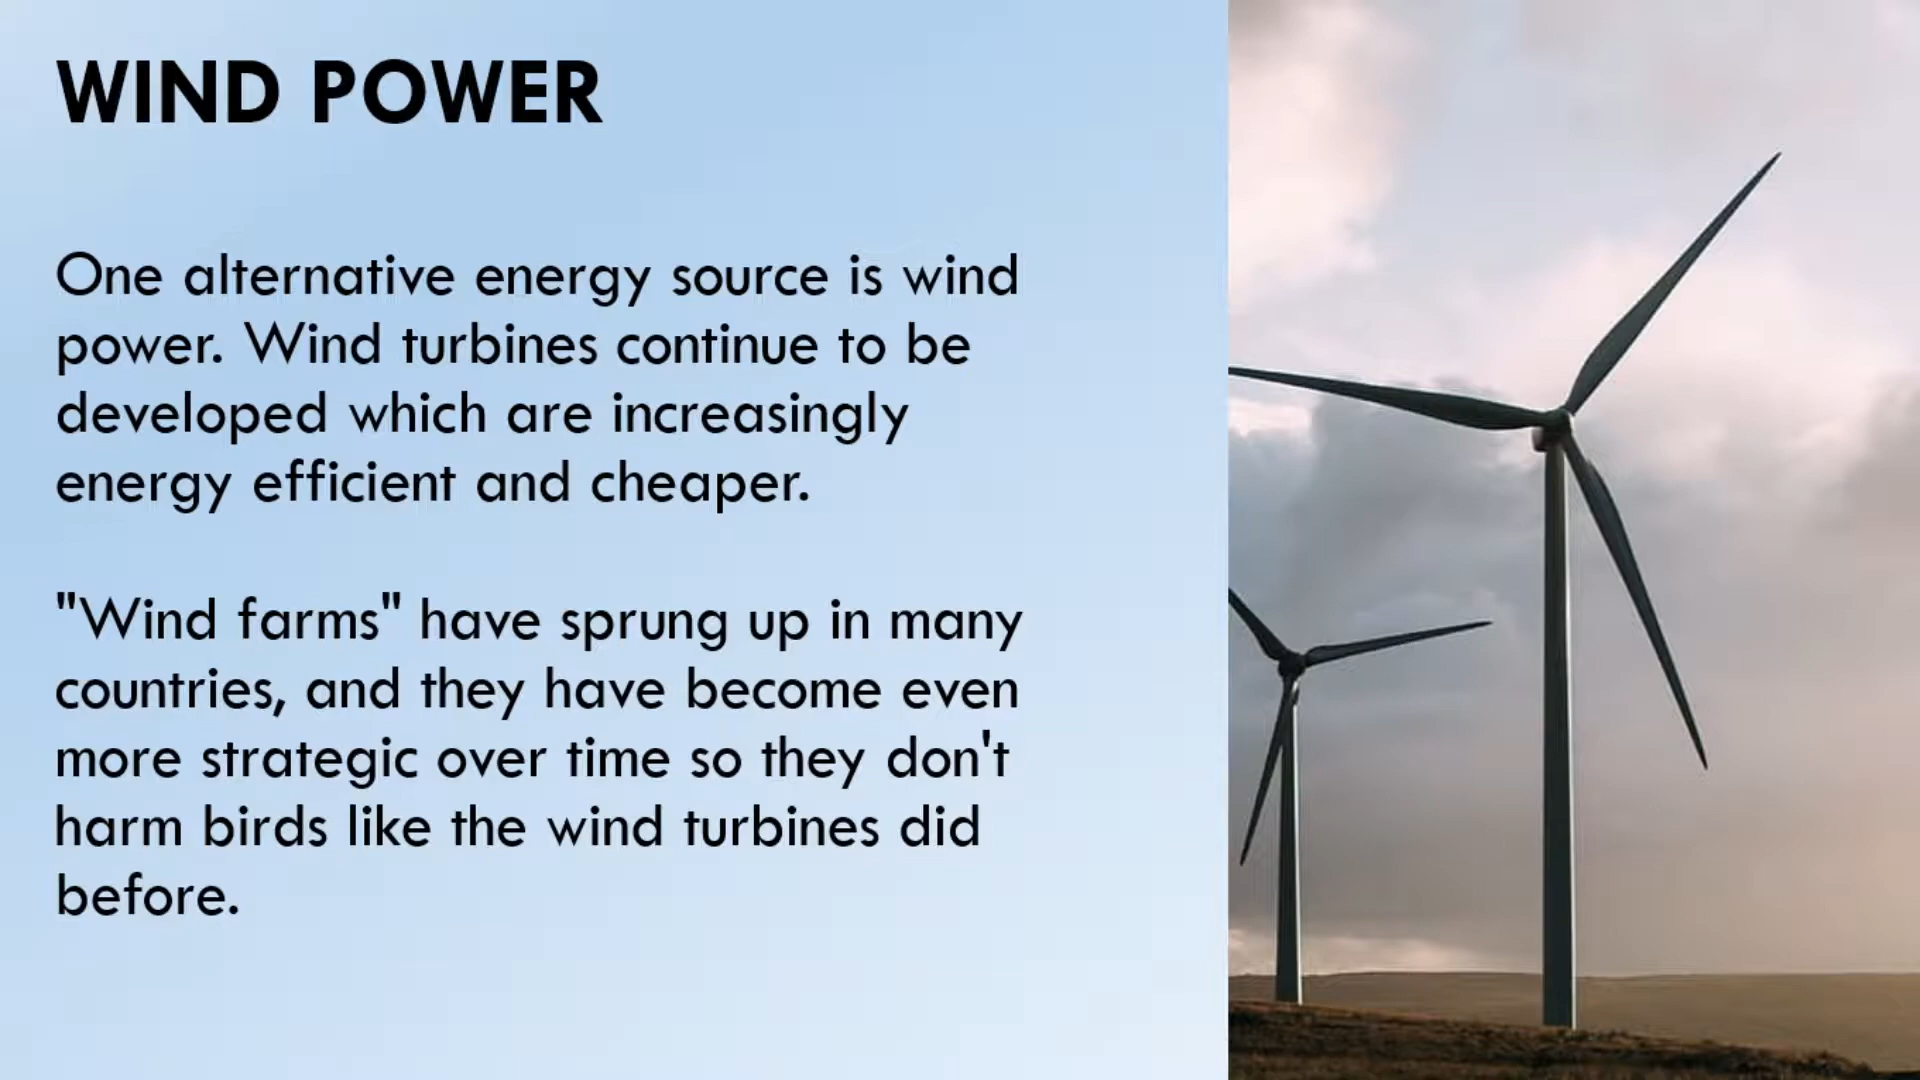 WIND POWER
One alternative energy source is wind
power. Wind turbines continue to be
developed which are increasingly
energy efficient and cheaper.
"Wind farms" have sprung up in many
countries, and they have become even
more strategic over time so they don't
harm birds like the wind turbines did
before.